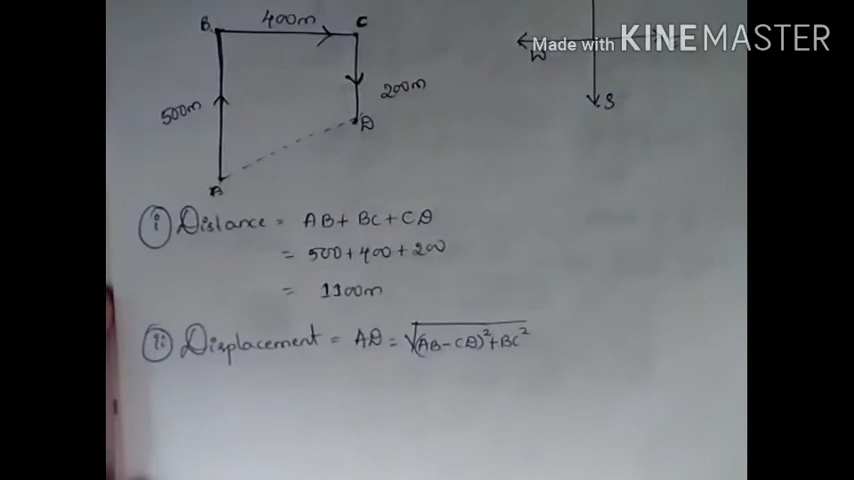 B 400m C
Made with KINEMASTER
W
500m 200m
S
D
A
i Distance = AB + BC + CD
= 500 + 400 + 200
= 1100m
ii Displacement = AD = √(AB-CD)²+BC²